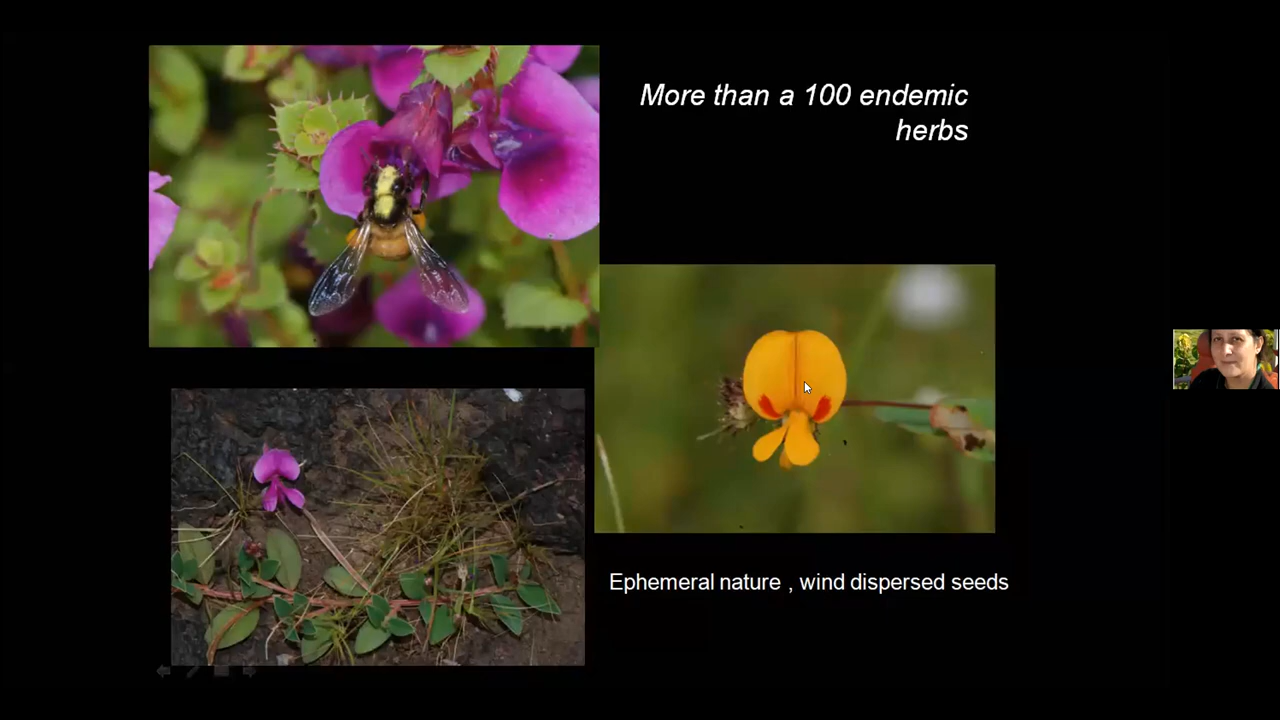 More than a 100 endemic
herbs
Ephemeral nature , wind dispersed seeds